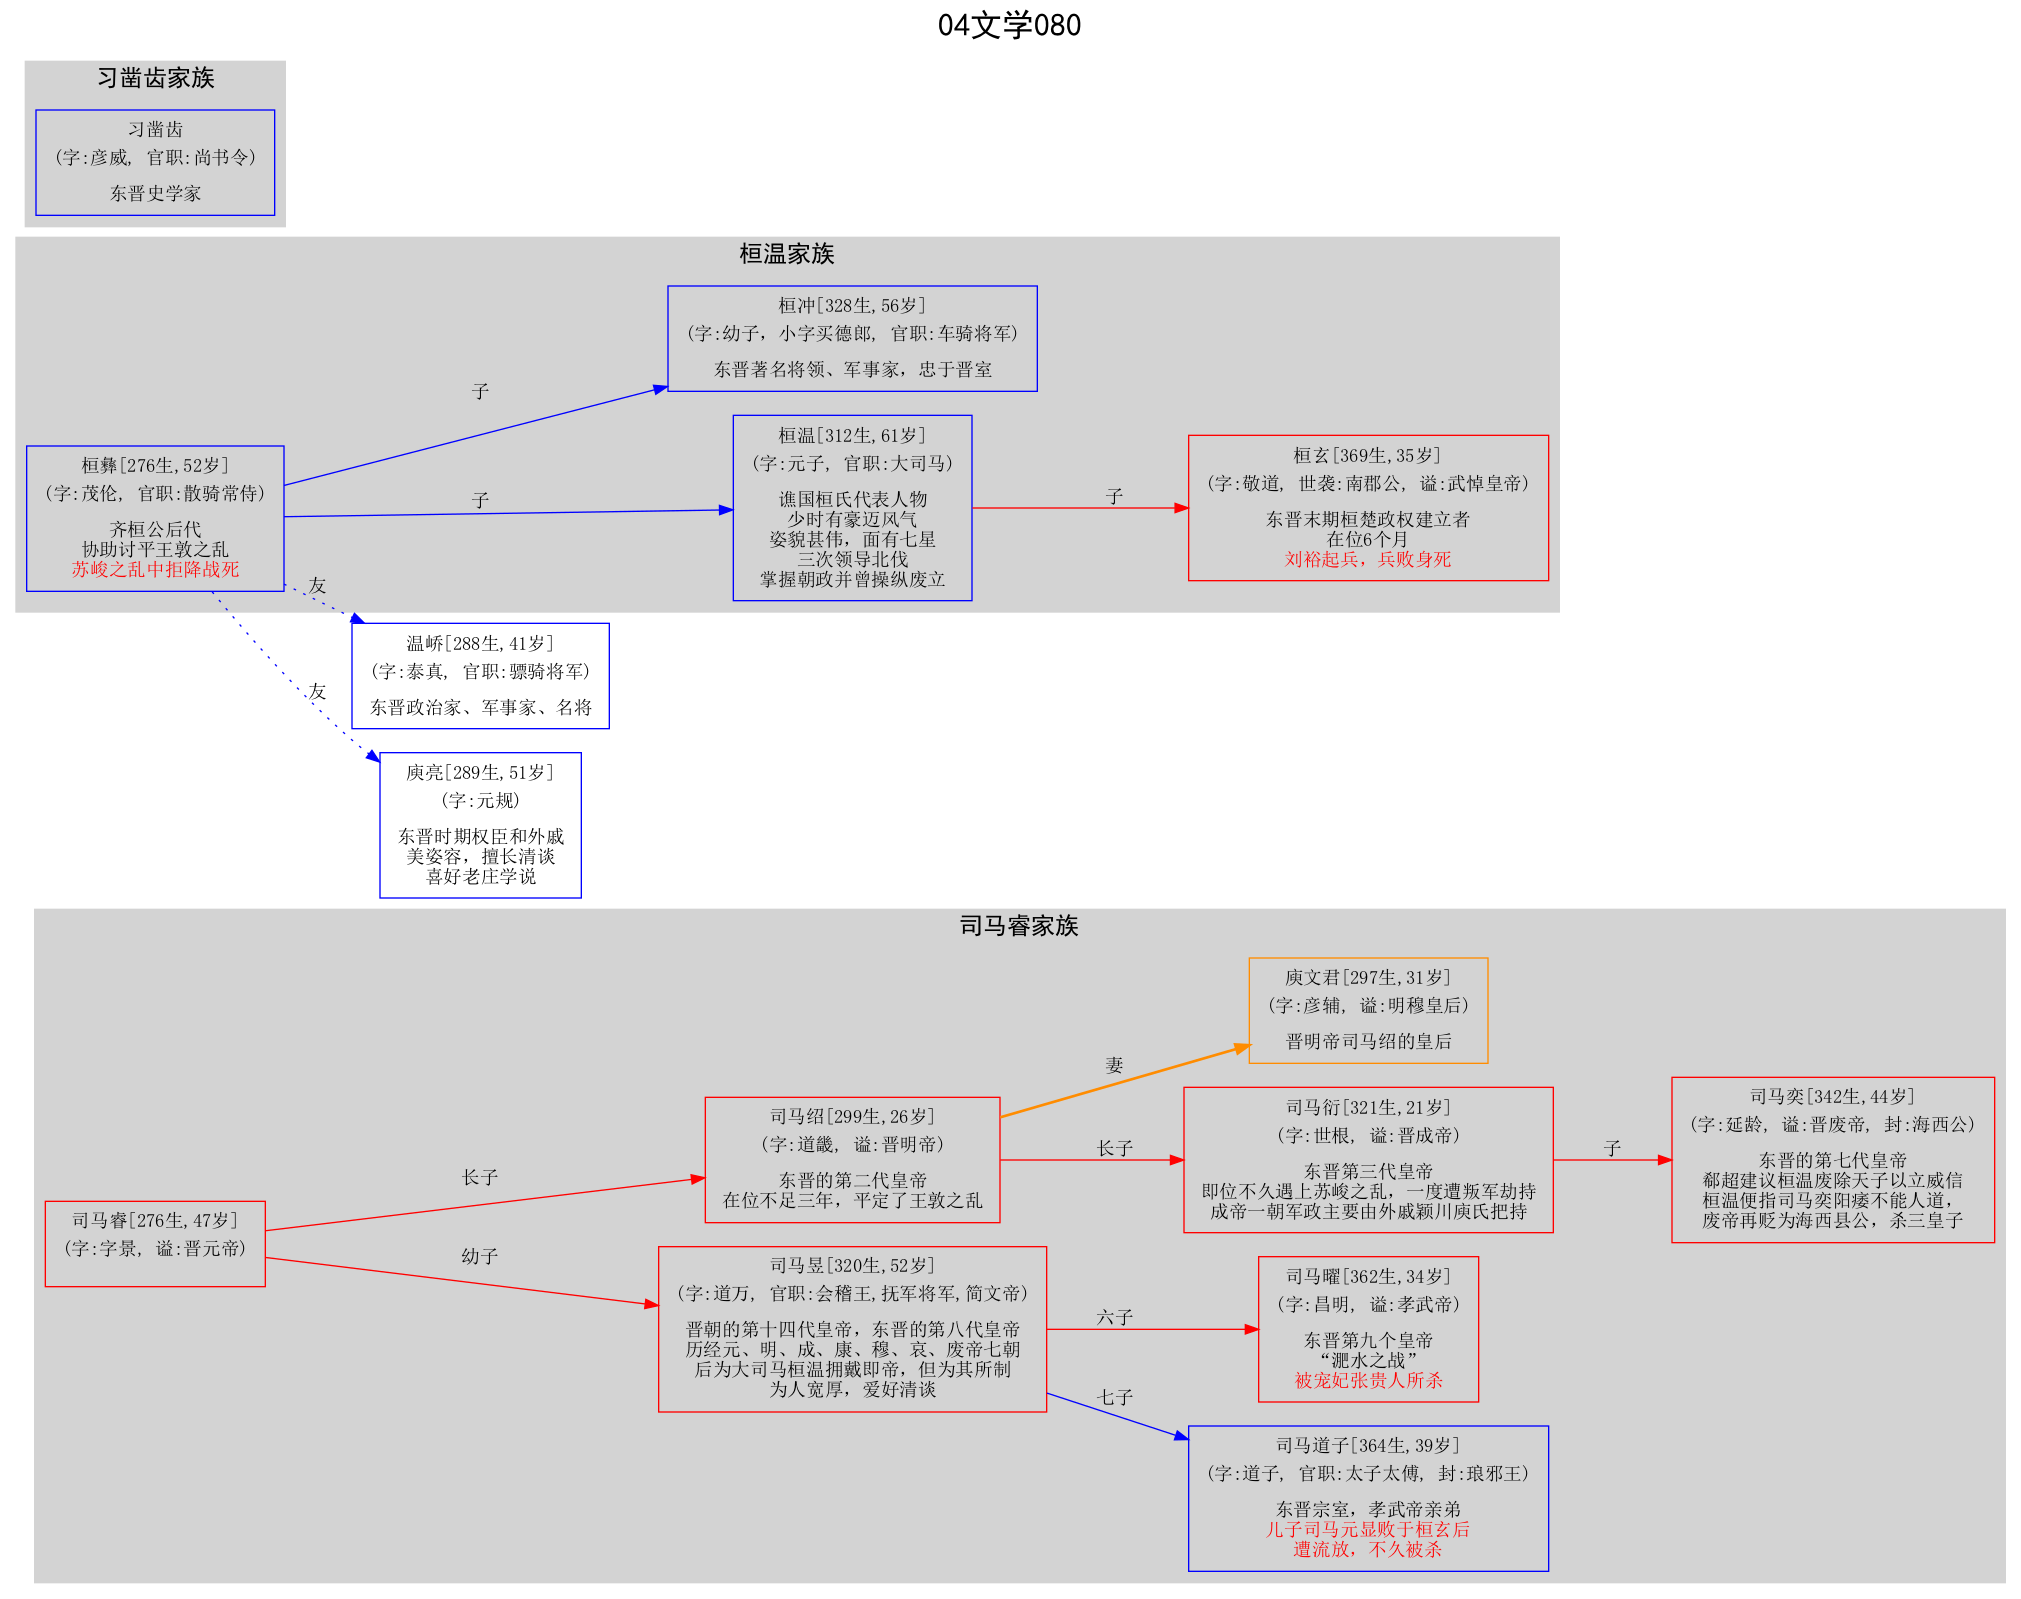 04文学080
习凿齿家族
习凿齿
(字:彦威, 官职:尚书令)
东晋史学家
桓温家族
桓冲[328生,56岁]
(字:幼子，小字买德郎, 官职:车骑将军)
东晋著名将领、军事家，忠于晋室
子
桓彝[276生,52岁]
(字:茂伦, 官职:散骑常侍)
齐桓公后代
协助讨平王敦之乱
苏峻之乱中拒降战死
子
桓温[312生,61岁]
(字:元子, 官职:大司马)
谯国桓氏代表人物
少时有豪迈风气
姿貌甚伟，面有七星
三次领导北伐
掌握朝政并曾操纵废立
子
桓玄[369生,35岁]
(字:敬道, 世袭:南郡公, 谥:武悼皇帝)
东晋末期桓楚政权建立者
在位6个月
刘裕起兵，兵败身死
友
温峤[288生,41岁]
(字:泰真, 官职:骠骑将军)
东晋政治家、军事家、名将
友
庾亮[289生,51岁]
(字:元规)
东晋时期权臣和外戚
美姿容，擅长清谈
喜好老庄学说
司马睿家族
庾文君[297生,31岁]
(字:彦辅, 谥:明穆皇后)
晋明帝司马绍的皇后
妻
司马睿[276生,47岁]
(字:字景, 谥:晋元帝)
长子
司马绍[299生,26岁]
(字:道畿, 谥:晋明帝)
东晋的第二代皇帝
在位不足三年，平定了王敦之乱
长子
司马衍[321生,21岁]
(字:世根, 谥:晋成帝)
东晋第三代皇帝
即位不久遇上苏峻之乱，一度遭叛军劫持
成帝一朝军政主要由外戚颍川庾氏把持
子
司马奕[342生,44岁]
(字:延龄, 谥:晋废帝, 封:海西公)
东晋的第七代皇帝
郗超建议桓温废除天子以立威信
桓温便指司马奕阳痿不能人道，
废帝再贬为海西县公，杀三皇子
幼子
司马昱[320生,52岁]
(字:道万, 官职:会稽王,抚军将军,简文帝)
晋朝的第十四代皇帝，东晋的第八代皇帝
历经元、明、成、康、穆、哀、废帝七朝
后为大司马桓温拥戴即帝，但为其所制
为人宽厚，爱好清谈
六子
司马曜[362生,34岁]
(字:昌明, 谥:孝武帝)
东晋第九个皇帝
“淝水之战”
被宠妃张贵人所杀
七子
司马道子[364生,39岁]
(字:道子, 官职:太子太傅, 封:琅邪王)
东晋宗室，孝武帝亲弟
儿子司马元显败于桓玄后
遭流放，不久被杀